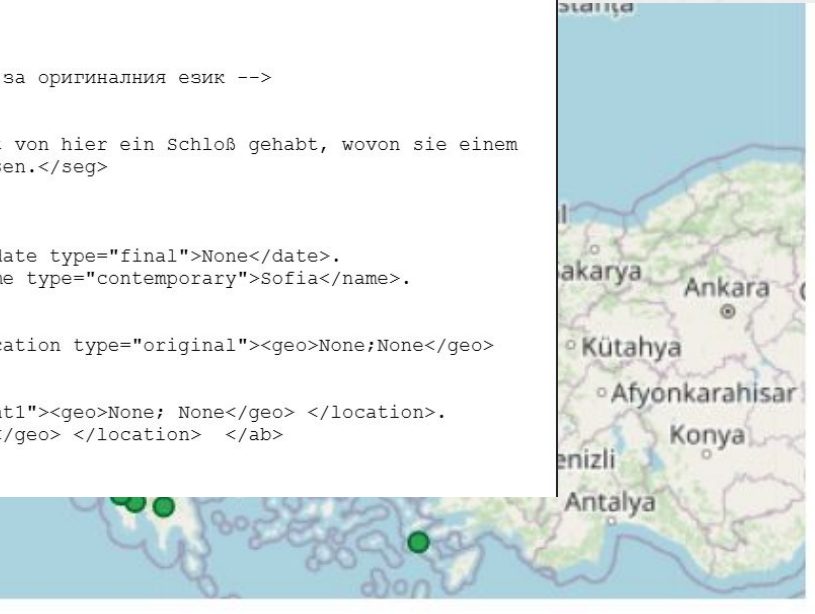 за оригиналния език -->
von hier ein Schloß gehabt, wovon sie einem
sen.</seg>
date type="final">None</date>.
me type="contemporary">Sofia</name>.
cation type="original"><geo>None;None</geo>
nt1"><geo>None; None</geo> </location>.
</geo> </location>  </ab>
stanța
akarya
Ankara
Kütahya
Afyonkarahisar
Konya
enizli
Antalya